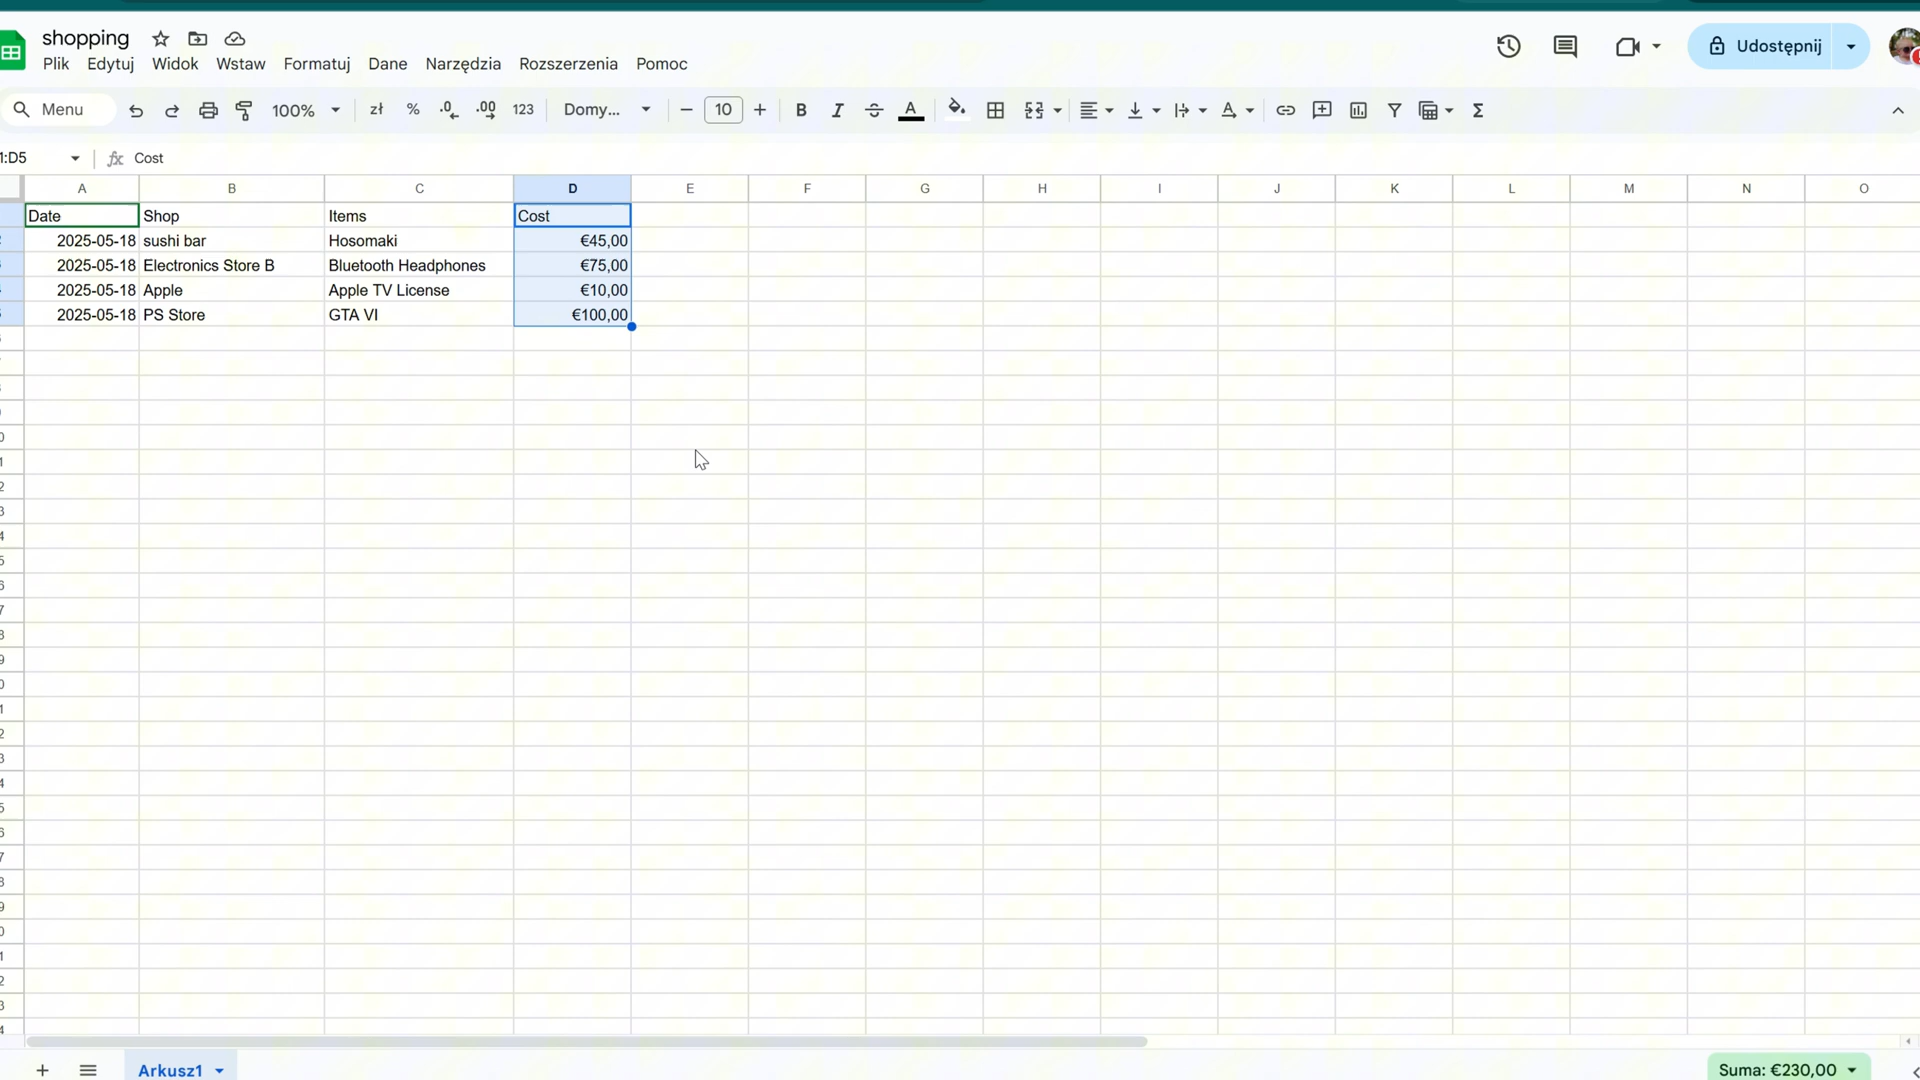 shopping
Plik Edytuj Widok Wstaw Formatuj Dane Narzędzia Rozszerzenia Pomoc
Udostępnij
Menu 100% zł % .0 .00 123 Domy... 10 B I A
1:D5 Cost
A B C D E F G H I J K L M N O
Date Shop Items Cost
2025-05-18 sushi bar Hosomaki €45,00
2025-05-18 Electronics Store B Bluetooth Headphones €75,00
2025-05-18 Apple Apple TV License €10,00
2025-05-18 PS Store GTA VI €100,00
Arkusz1
Suma: €230,00